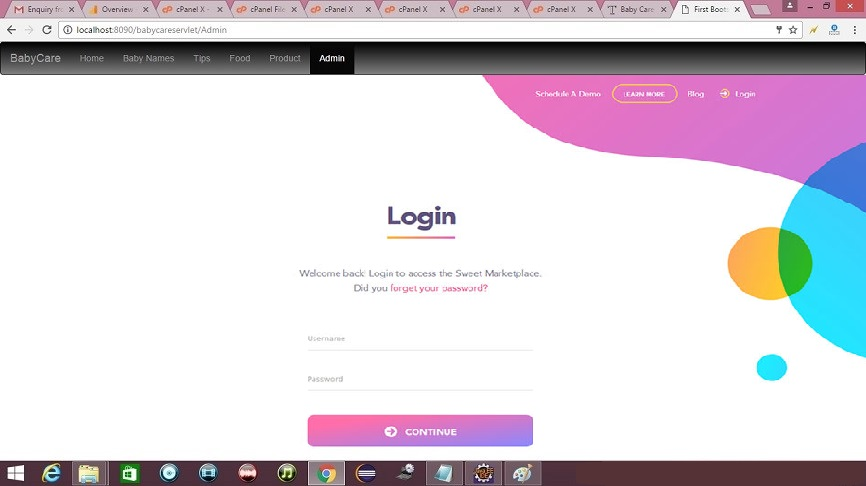 Enquiry fr
Overview
cPanel X -
cPanel File
cPanel X
cPanel X
cPanel X
cPanel X
Baby Care
First Boots
localhost:8090/babycareservlet/Admin
BabyCare Home Baby Names Tips Food Product Admin
Schedule A Demo LEARN MORE Blog Login
Login
Welcome back! Login to access the Sweet Marketplace.
Did you forget your password?
Username
Password
CONTINUE